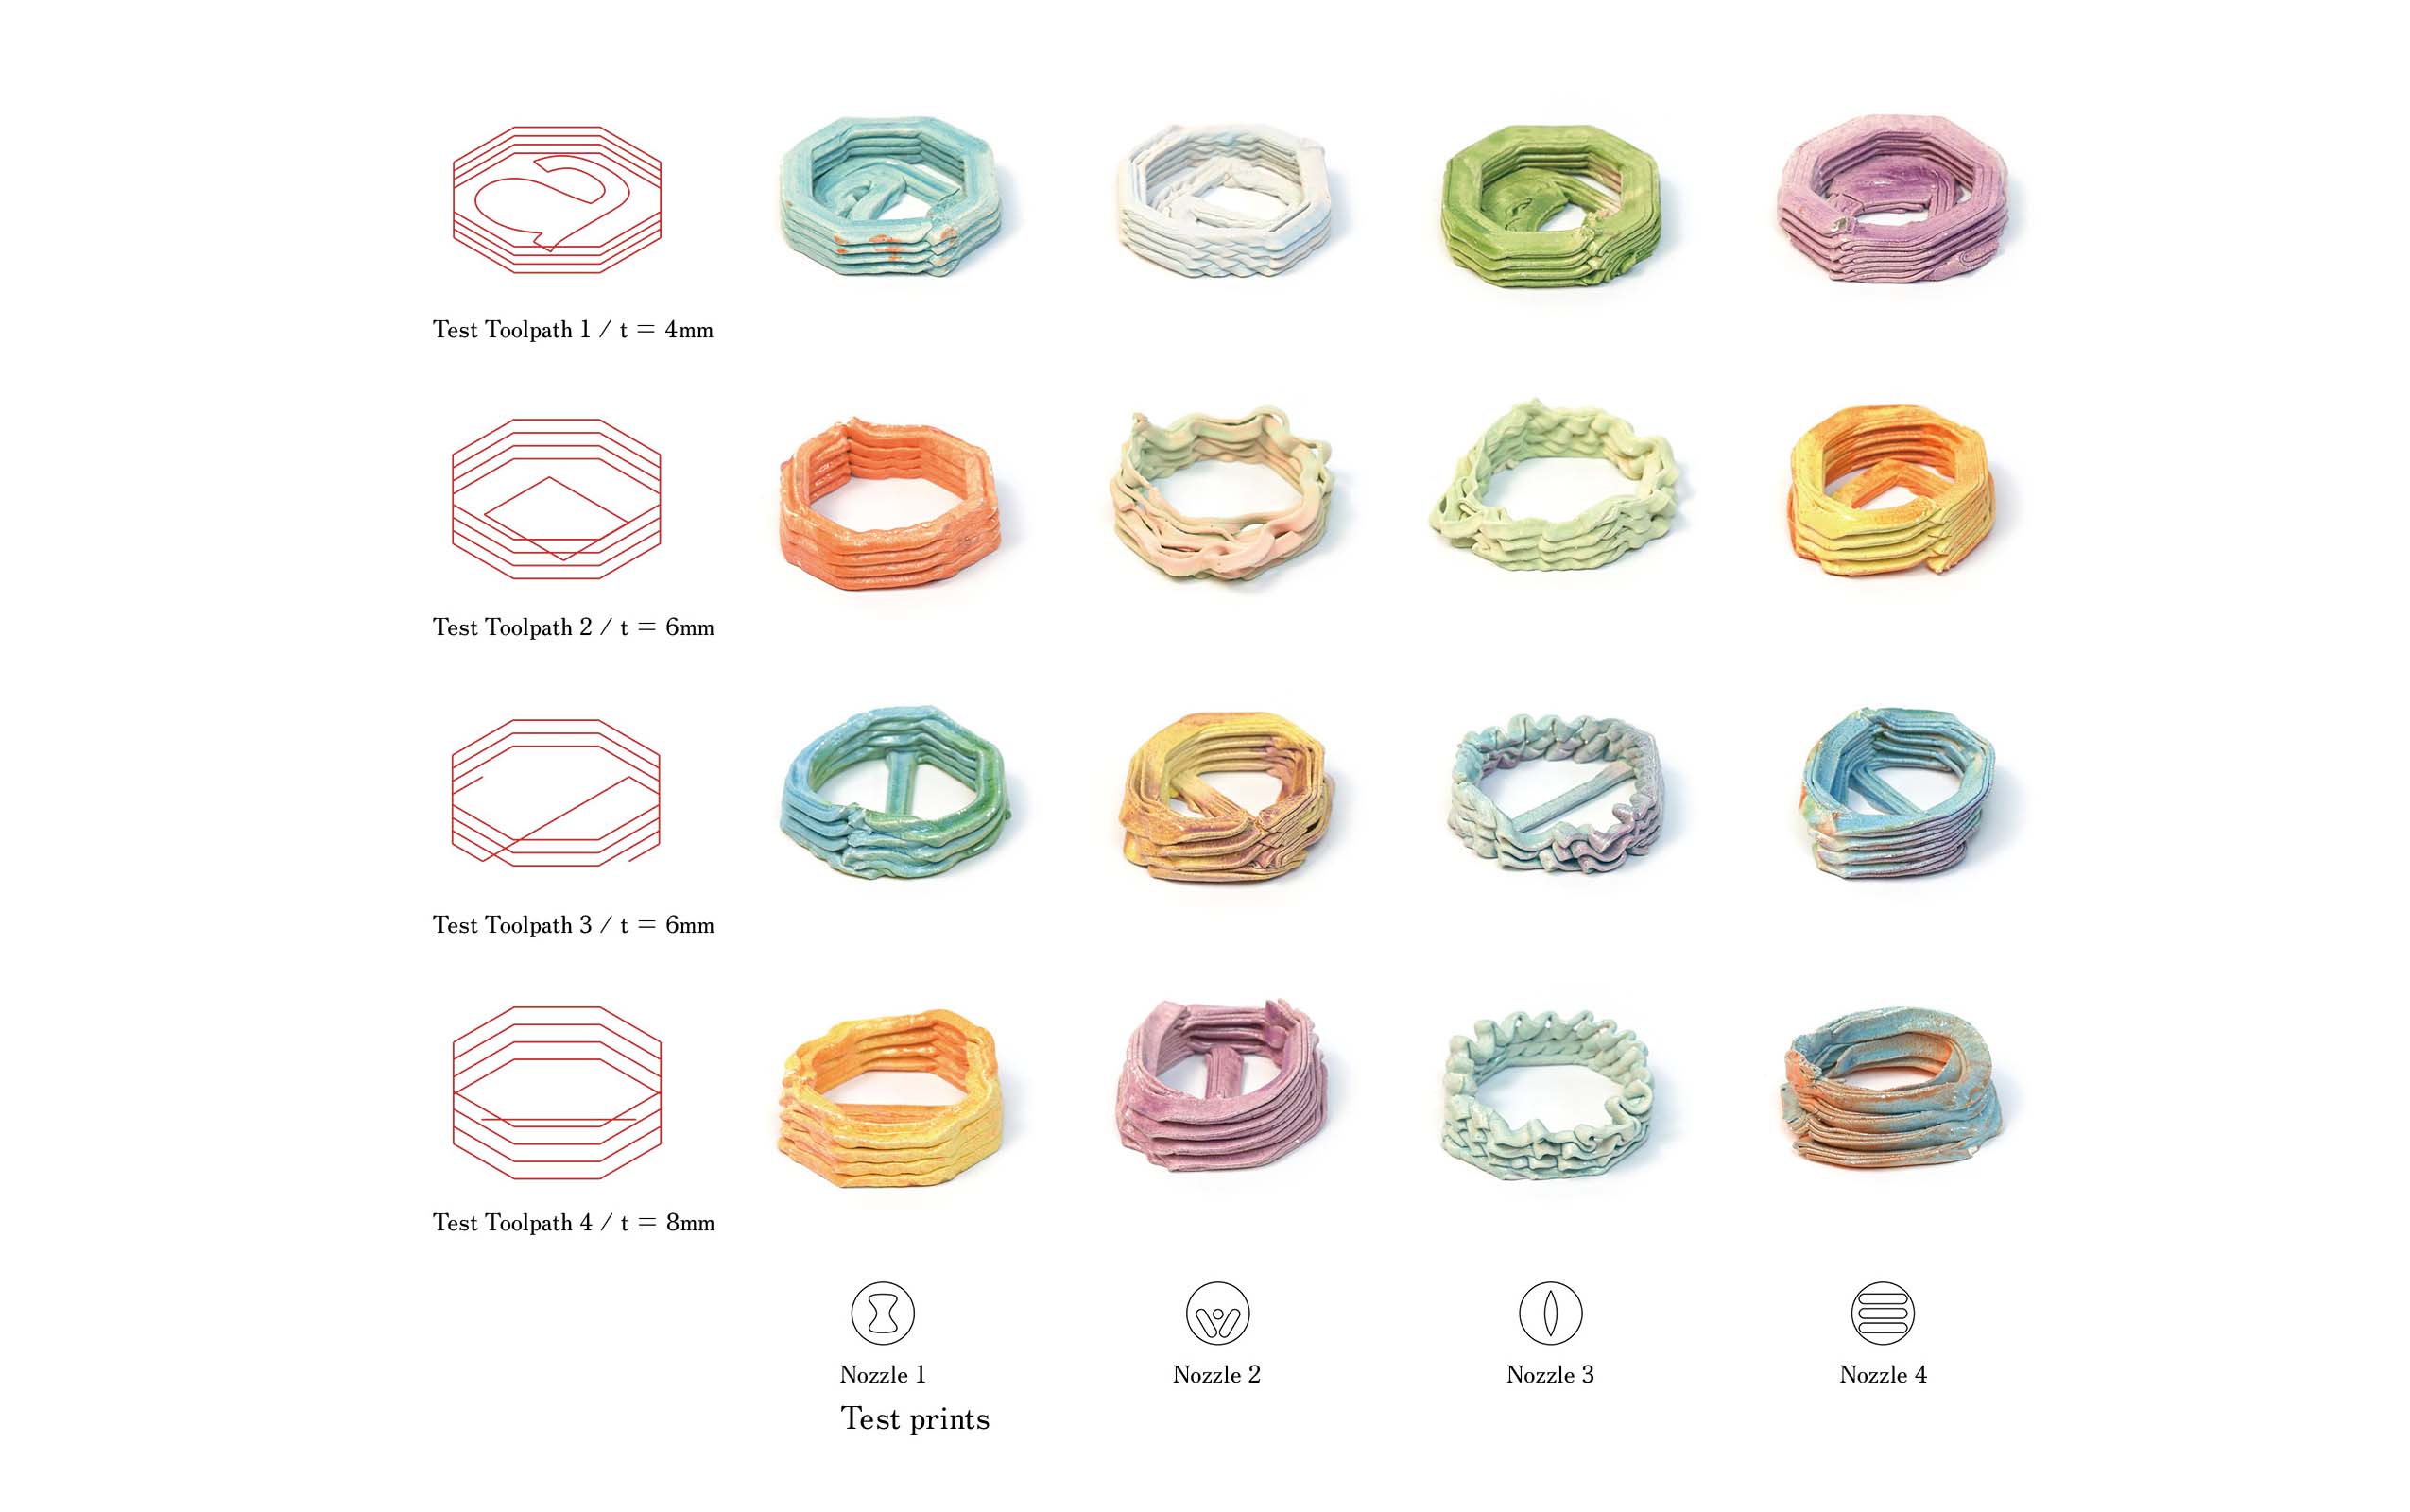 Test Toolpath 1 / t = 4mm
Test Toolpath 2 / t = 6mm
Test Toolpath 3 / t = 6mm
Test Toolpath 4 / t = 8mm
Nozzle 1
Nozzle 2
Nozzle 3
Nozzle 4
Test prints